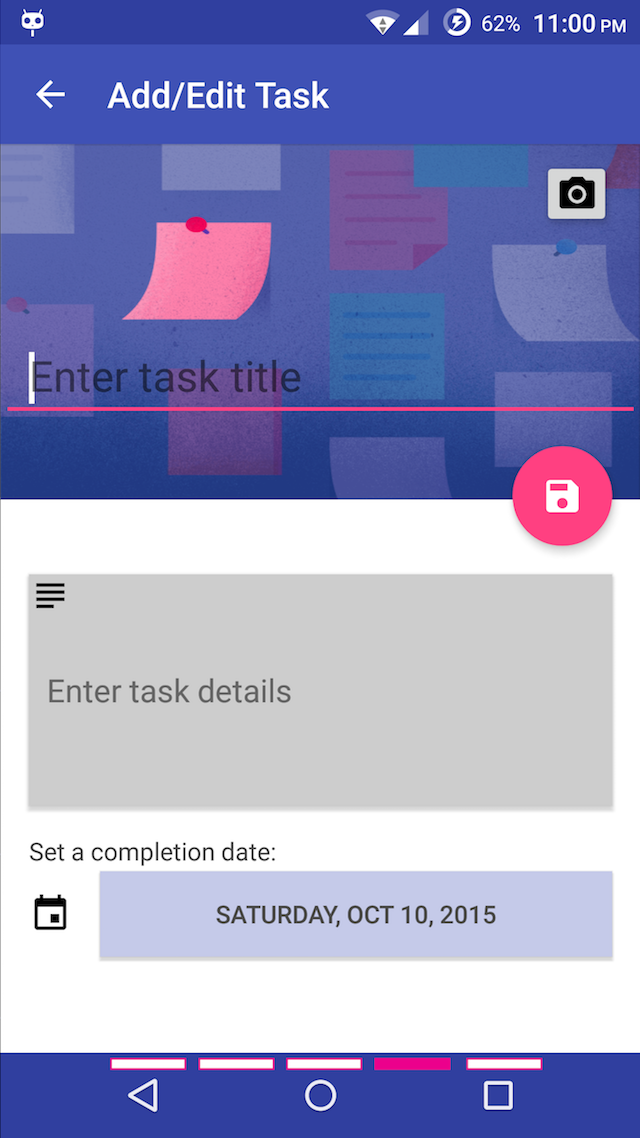 62% 11:00 PM
Add/Edit Task
Enter task title
Enter task details
Set a completion date:
SATURDAY, OCT 10, 2015